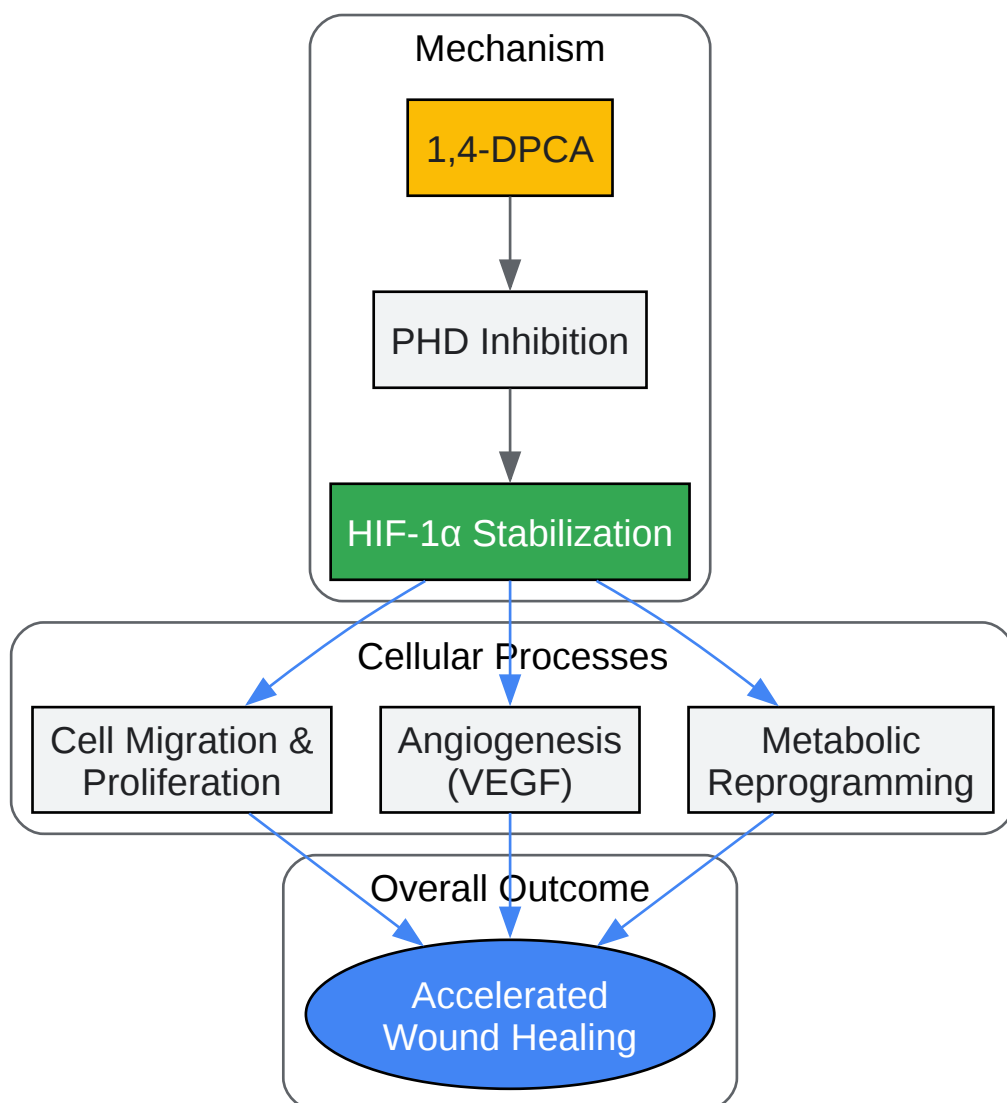 Mechanism
1,4-DPCA
PHD Inhibition
HIF-1α Stabilization
Cellular Processes
Cell Migration &
Proliferation
Angiogenesis
(VEGF)
Metabolic
Reprogramming
Overall Outcome
Accelerated
Wound Healing